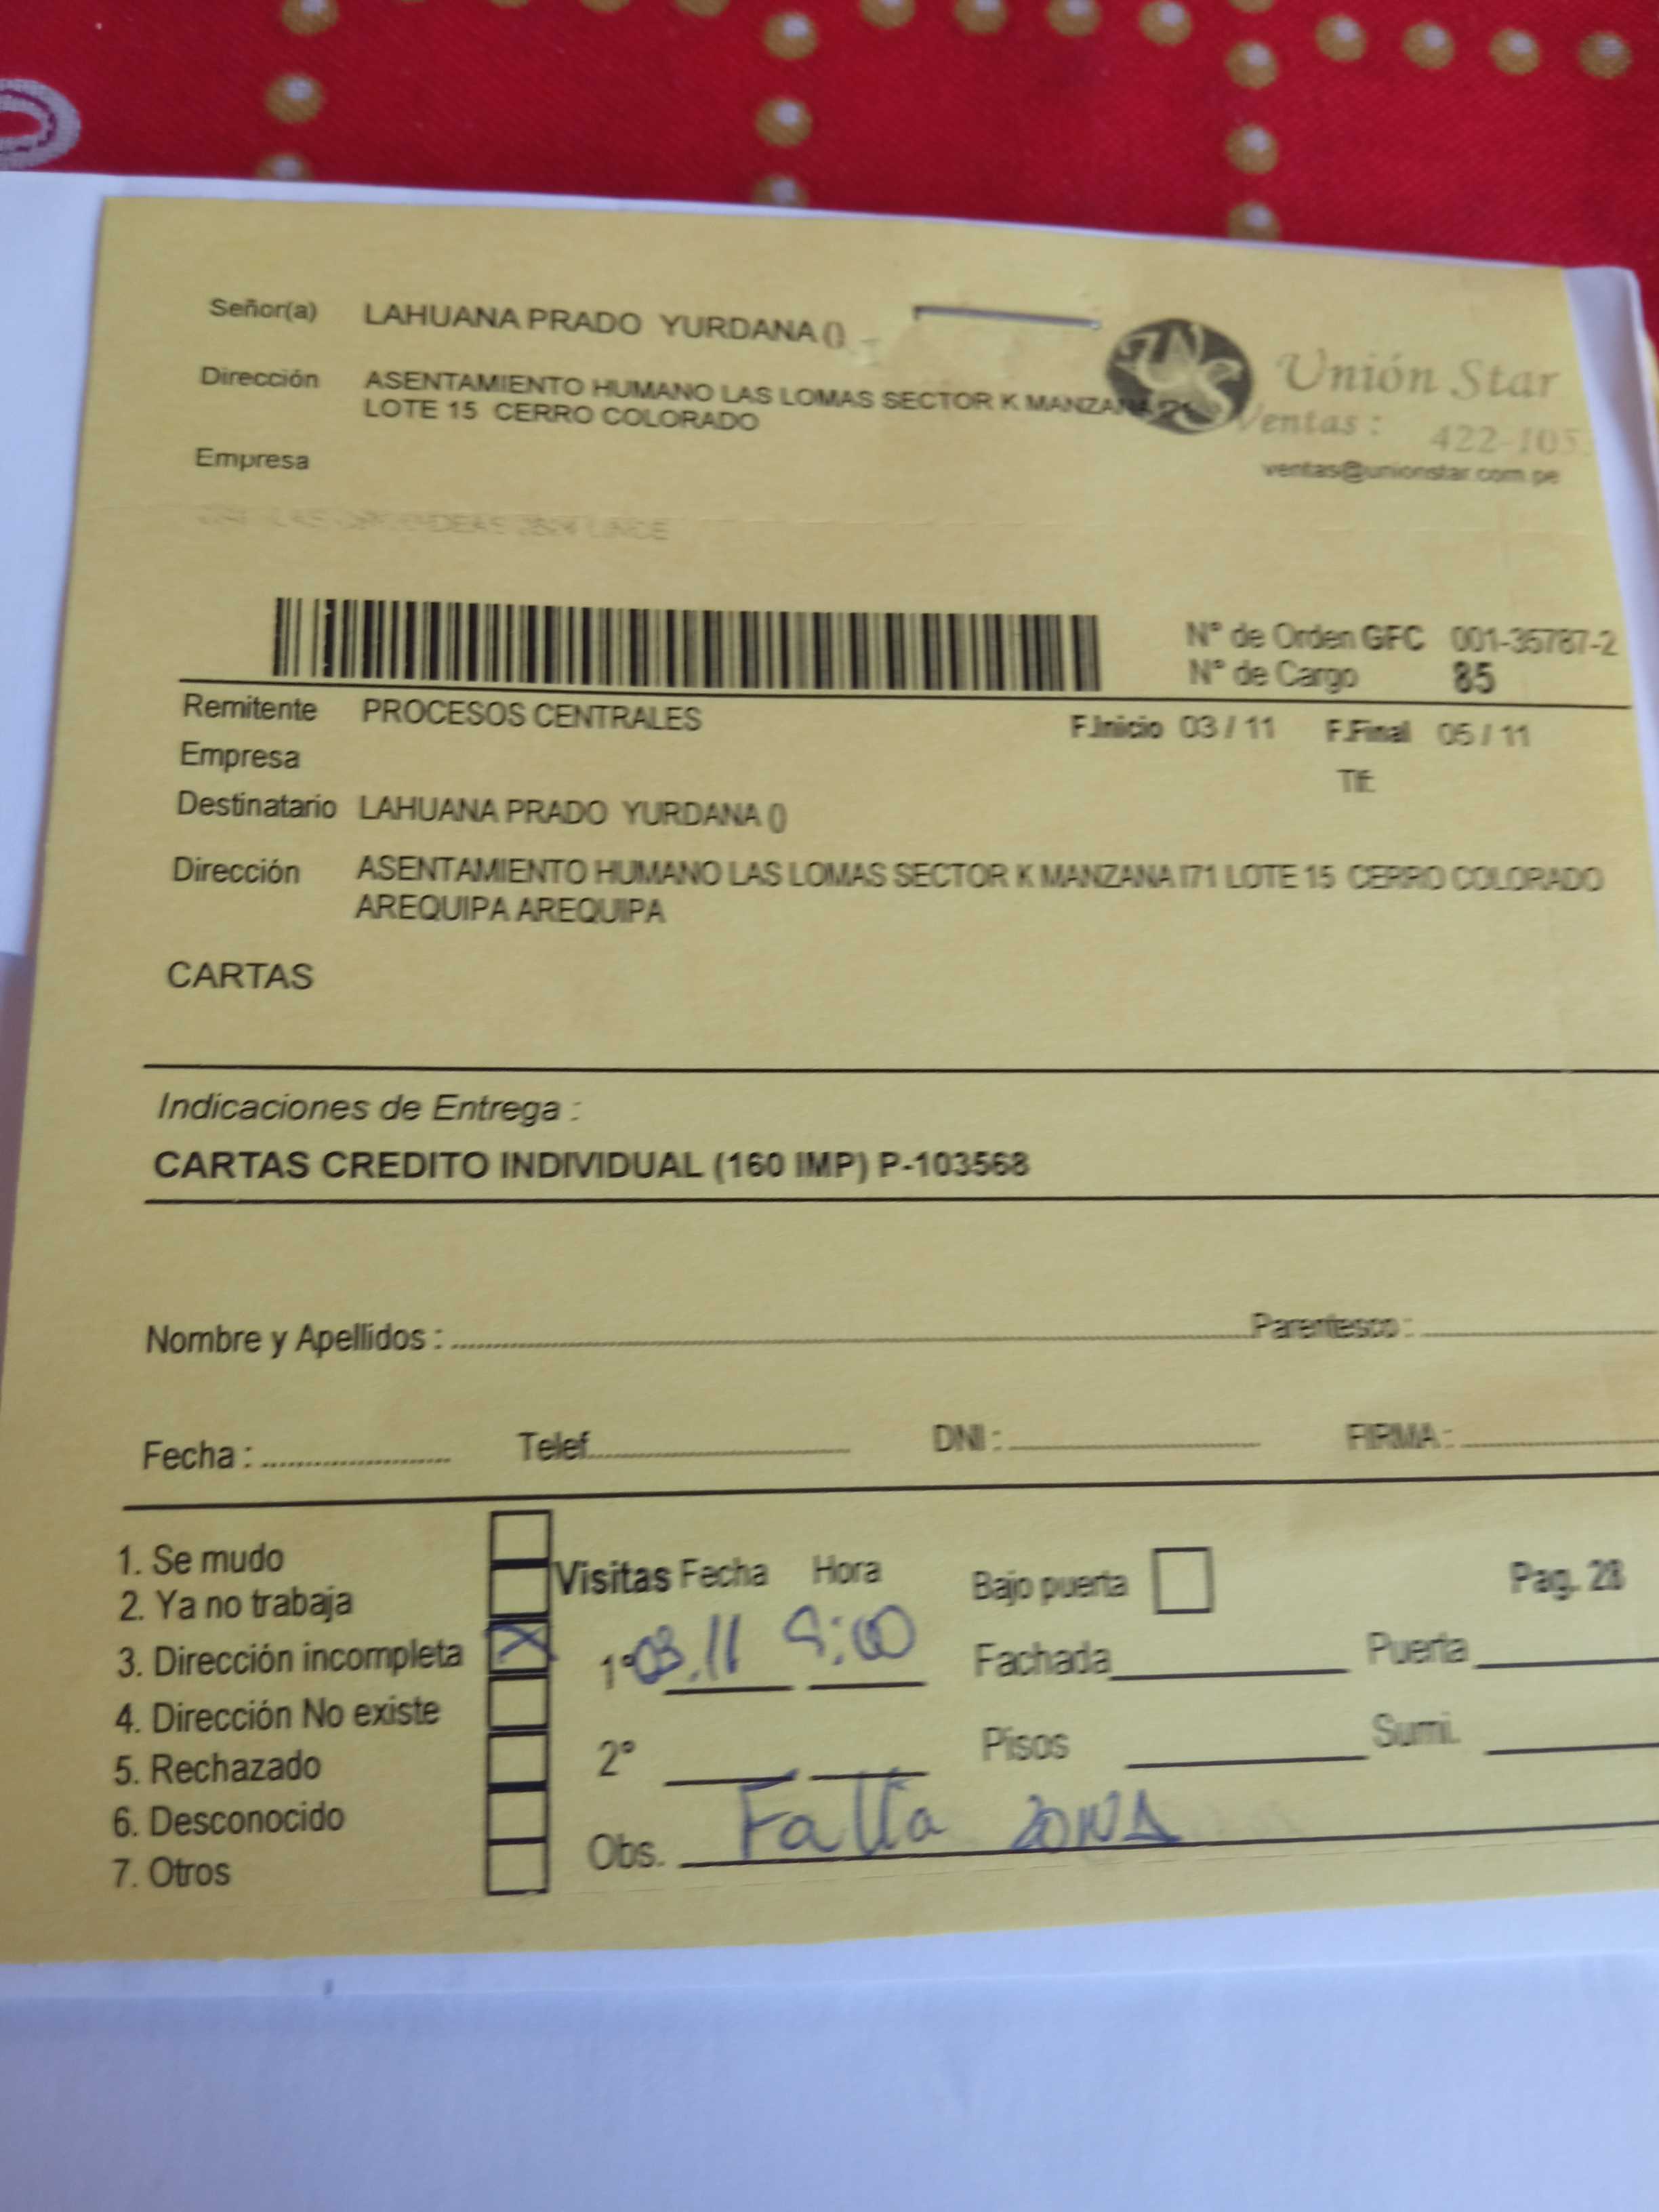 Señor(a) LAHUANA PRADO YURDANA ()
Dirección ASENTAMIENTO HUMANO LAS LOMAS SECTOR K MANZANA
LOTE 15 CERRO COLORADO
Empresa
Unión Star
Ventas : 422-105
ventas@unionstar.com.pe
N° de Orden GFC 001-35787-2
N° de Cargo 85
Remitente PROCESOS CENTRALES F.Inicio 03 / 11 F.Final 05 / 11
Empresa Tlf:
Destinatario LAHUANA PRADO YURDANA ()
Dirección ASENTAMIENTO HUMANO LAS LOMAS SECTOR K MANZANA I71 LOTE 15 CERRO COLORADO
AREQUIPA AREQUIPA
CARTAS
Indicaciones de Entrega :
CARTAS CREDITO INDIVIDUAL (160 IMP) P-103568
Nombre y Apellidos : Parentesco :
Fecha : Telef. DNI : FIRMA :
1. Se mudo
2. Ya no trabaja
3. Dirección incompleta X
4. Dirección No existe
5. Rechazado
6. Desconocido
7. Otros
Visitas Fecha Hora Bajo puerta Pag. 28
1° 03.11 9:00 Fachada Puerta
2° Pisos Sumi.
Obs. Falta ZONA